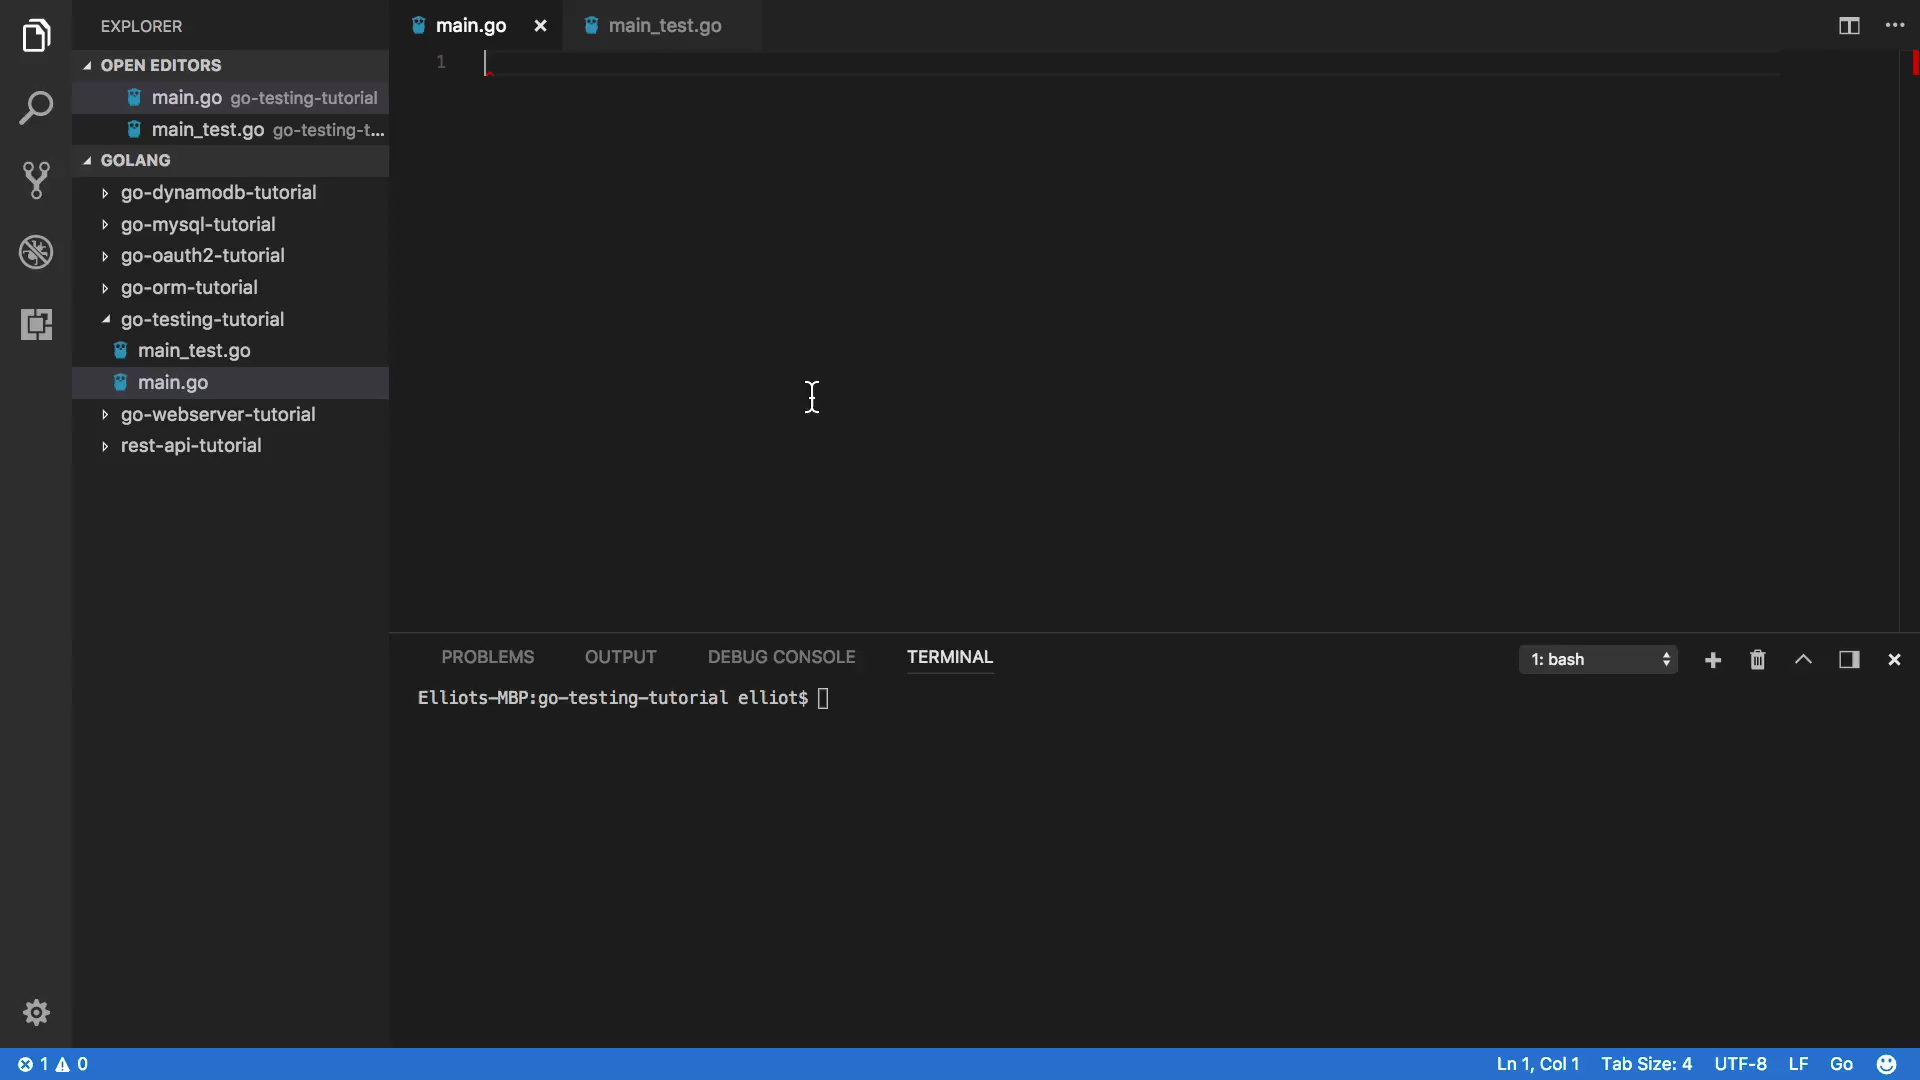 EXPLORER
OPEN EDITORS
main.go go-testing-tutorial
main_test.go go-testing-t...
GOLANG
go-dynamodb-tutorial
go-mysql-tutorial
go-oauth2-tutorial
go-orm-tutorial
go-testing-tutorial
main_test.go
main.go
go-webserver-tutorial
rest-api-tutorial
main.go
main_test.go
1
PROBLEMS OUTPUT DEBUG CONSOLE TERMINAL
1: bash
Elliots-MBP:go-testing-tutorial elliot$
1 0
Ln 1, Col 1 Tab Size: 4 UTF-8 LF Go